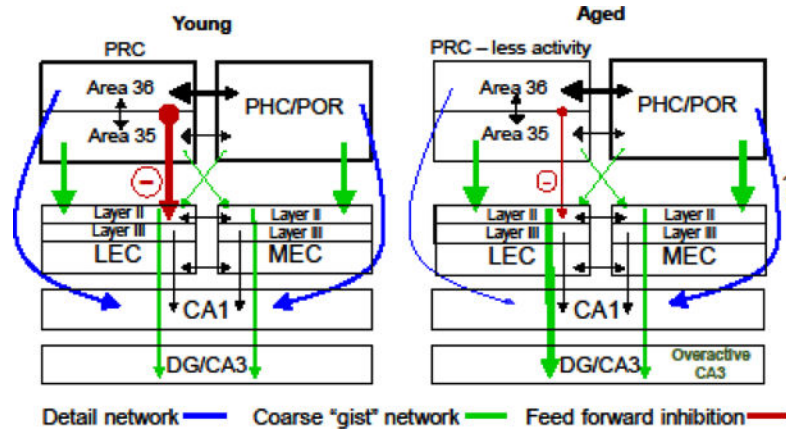 Young
PRC
Area 36
Area 35
PHC/POR
Layer II
Layer III
LEC
Layer II
Layer III
MEC
CA1
DG/CA3
Aged
PRC – less activity
Area 36
Area 35
PHC/POR
Layer II
Layer III
LEC
Layer II
Layer III
MEC
CA1
DG/CA3
Overactive
CA3
Detail network
Coarse “gist” network
Feed forward inhibition